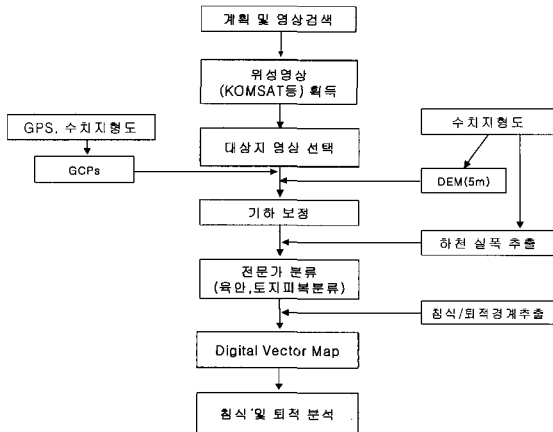 계획 및 영상검색
위성영상
(KOMSAT등) 획득
GPS, 수치지형도
수치지형도
대상지 영상 선택
GCPs
DEM(5m)
기하 보정
하천 실폭 추출
전문가 분류
(육안,토지피복분류)
침식/퇴적경계추출
Digital Vector Map
침식 및 퇴적 분석